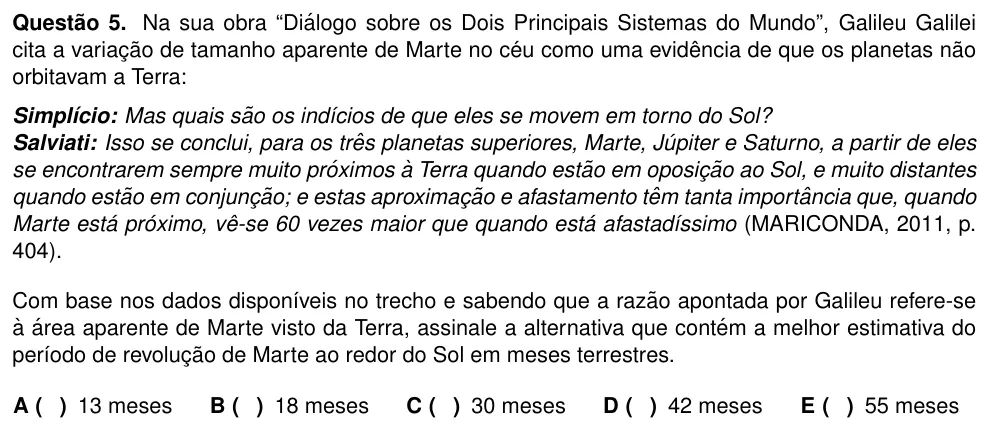 Questão 5. Na sua obra “Diálogo sobre os Dois Principais Sistemas do Mundo”, Galileu Galilei
cita a variação de tamanho aparente de Marte no céu como uma evidência de que os planetas não
orbitavam a Terra:
Simplício: Mas quais são os indícios de que eles se movem em torno do Sol?
Salviati: Isso se conclui, para os três planetas superiores, Marte, Júpiter e Saturno, a partir de eles
se encontrarem sempre muito próximos à Terra quando estão em oposição ao Sol, e muito distantes
quando estão em conjunção; e estas aproximação e afastamento têm tanta importância que, quando
Marte está próximo, vê-se 60 vezes maior que quando está afastadíssimo (MARICONDA, 2011, p.
404).
Com base nos dados disponíveis no trecho e sabendo que a razão apontada por Galileu refere-se
à área aparente de Marte visto da Terra, assinale a alternativa que contém a melhor estimativa do
período de revolução de Marte ao redor do Sol em meses terrestres.
A ( ) 13 meses B ( ) 18 meses C ( ) 30 meses D ( ) 42 meses E ( ) 55 meses